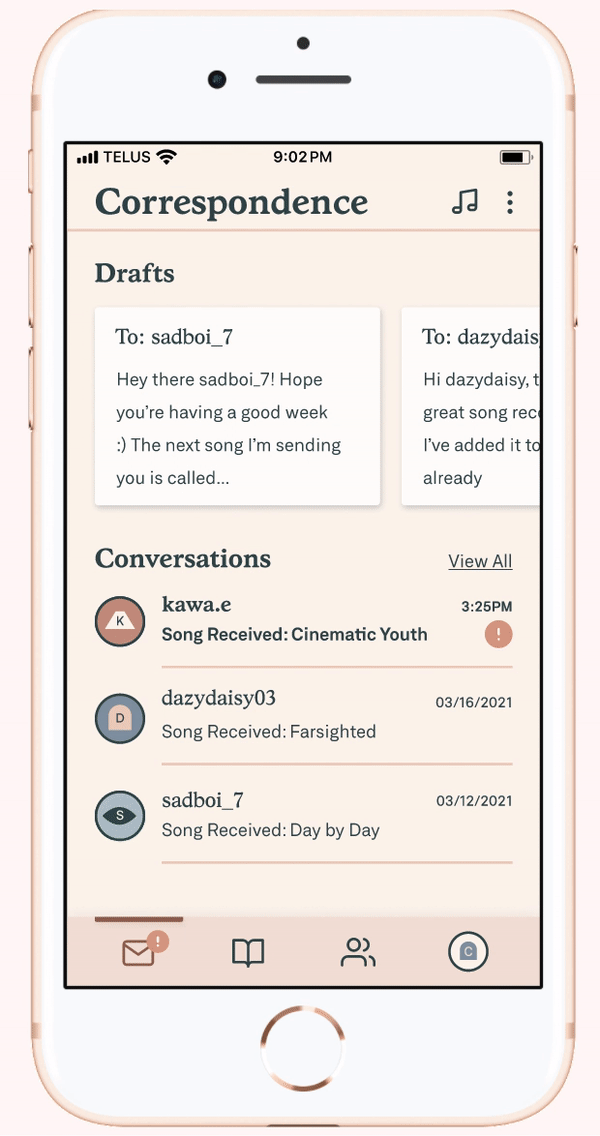 TELUS 9:02 PM
Correspondence
Drafts
To: sadboi_7
Hey there sadboi_7! Hope
you're having a good week
:) The next song I'm sending
you is called...
To: dazydais
Hi dazydaisy, t
great song rec
I've added it to
already
Conversations View All
K
kawa.e 3:25PM
Song Received: Cinematic Youth !
D
dazydaisy03 03/16/2021
Song Received: Farsighted
S
sadboi_7 03/12/2021
Song Received: Day by Day
! C